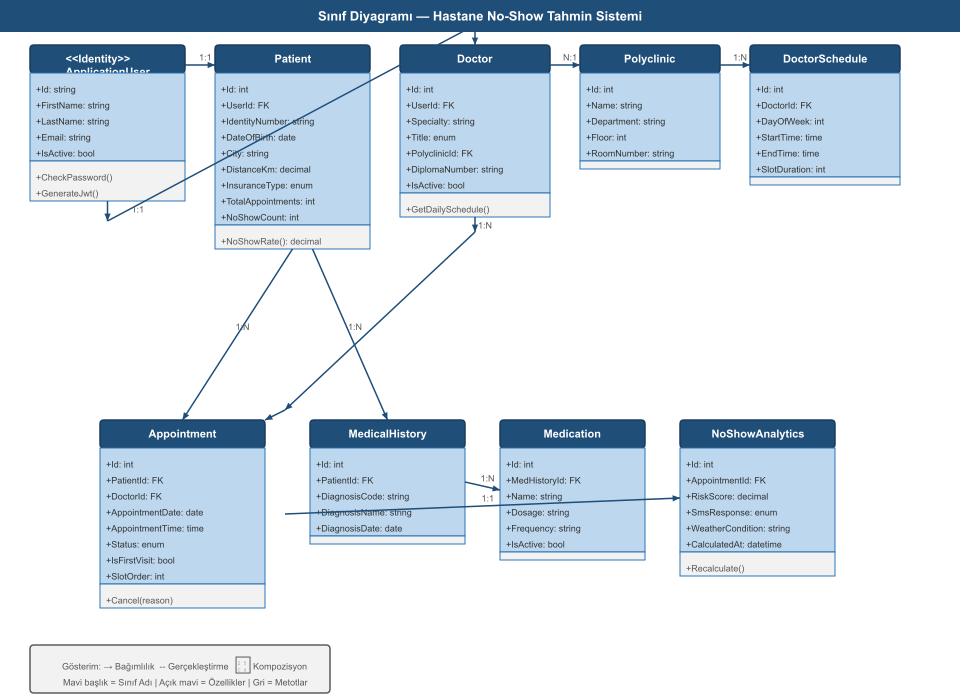 Sınıf Diyagramı — Hastane No-Show Tahmin Sistemi
<<Identity>>
ApplicationUser
+Id: string
+FirstName: string
+LastName: string
+Email: string
+IsActive: bool
+CheckPassword()
+GenerateJwt()
1:1
1:1
Patient
+Id: int
+UserId: FK
+IdentityNumber: string
+DateOfBirth: date
+City: string
+DistanceKm: decimal
+InsuranceType: enum
+TotalAppointments: int
+NoShowCount: int
+NoShowRate(): decimal
Doctor
+Id: int
+UserId: FK
+Specialty: string
+Title: enum
+PolyclinicId: FK
+DiplomaNumber: string
+IsActive: bool
+GetDailySchedule()
1:N
N:1
Polyclinic
+Id: int
+Name: string
+Department: string
+Floor: int
+RoomNumber: string
1:N
DoctorSchedule
+Id: int
+DoctorId: FK
+DayOfWeek: int
+StartTime: time
+EndTime: time
+SlotDuration: int
1:N
1:N
Appointment
+Id: int
+PatientId: FK
+DoctorId: FK
+AppointmentDate: date
+AppointmentTime: time
+Status: enum
+IsFirstVisit: bool
+SlotOrder: int
+Cancel(reason)
MedicalHistory
+Id: int
+PatientId: FK
+DiagnosisCode: string
+DiagnosisName: string
+DiagnosisDate: date
1:N
1:1
Medication
+Id: int
+MedHistoryId: FK
+Name: string
+Dosage: string
+Frequency: string
+IsActive: bool
NoShowAnalytics
+Id: int
+AppointmentId: FK
+RiskScore: decimal
+SmsResponse: enum
+WeatherCondition: string
+CalculatedAt: datetime
+Recalculate()
Gösterim: → Bağımlılık -- Gerçekleştirme Kompozisyon
Mavi başlık = Sınıf Adı | Açık mavi = Özellikler | Gri = Metotlar